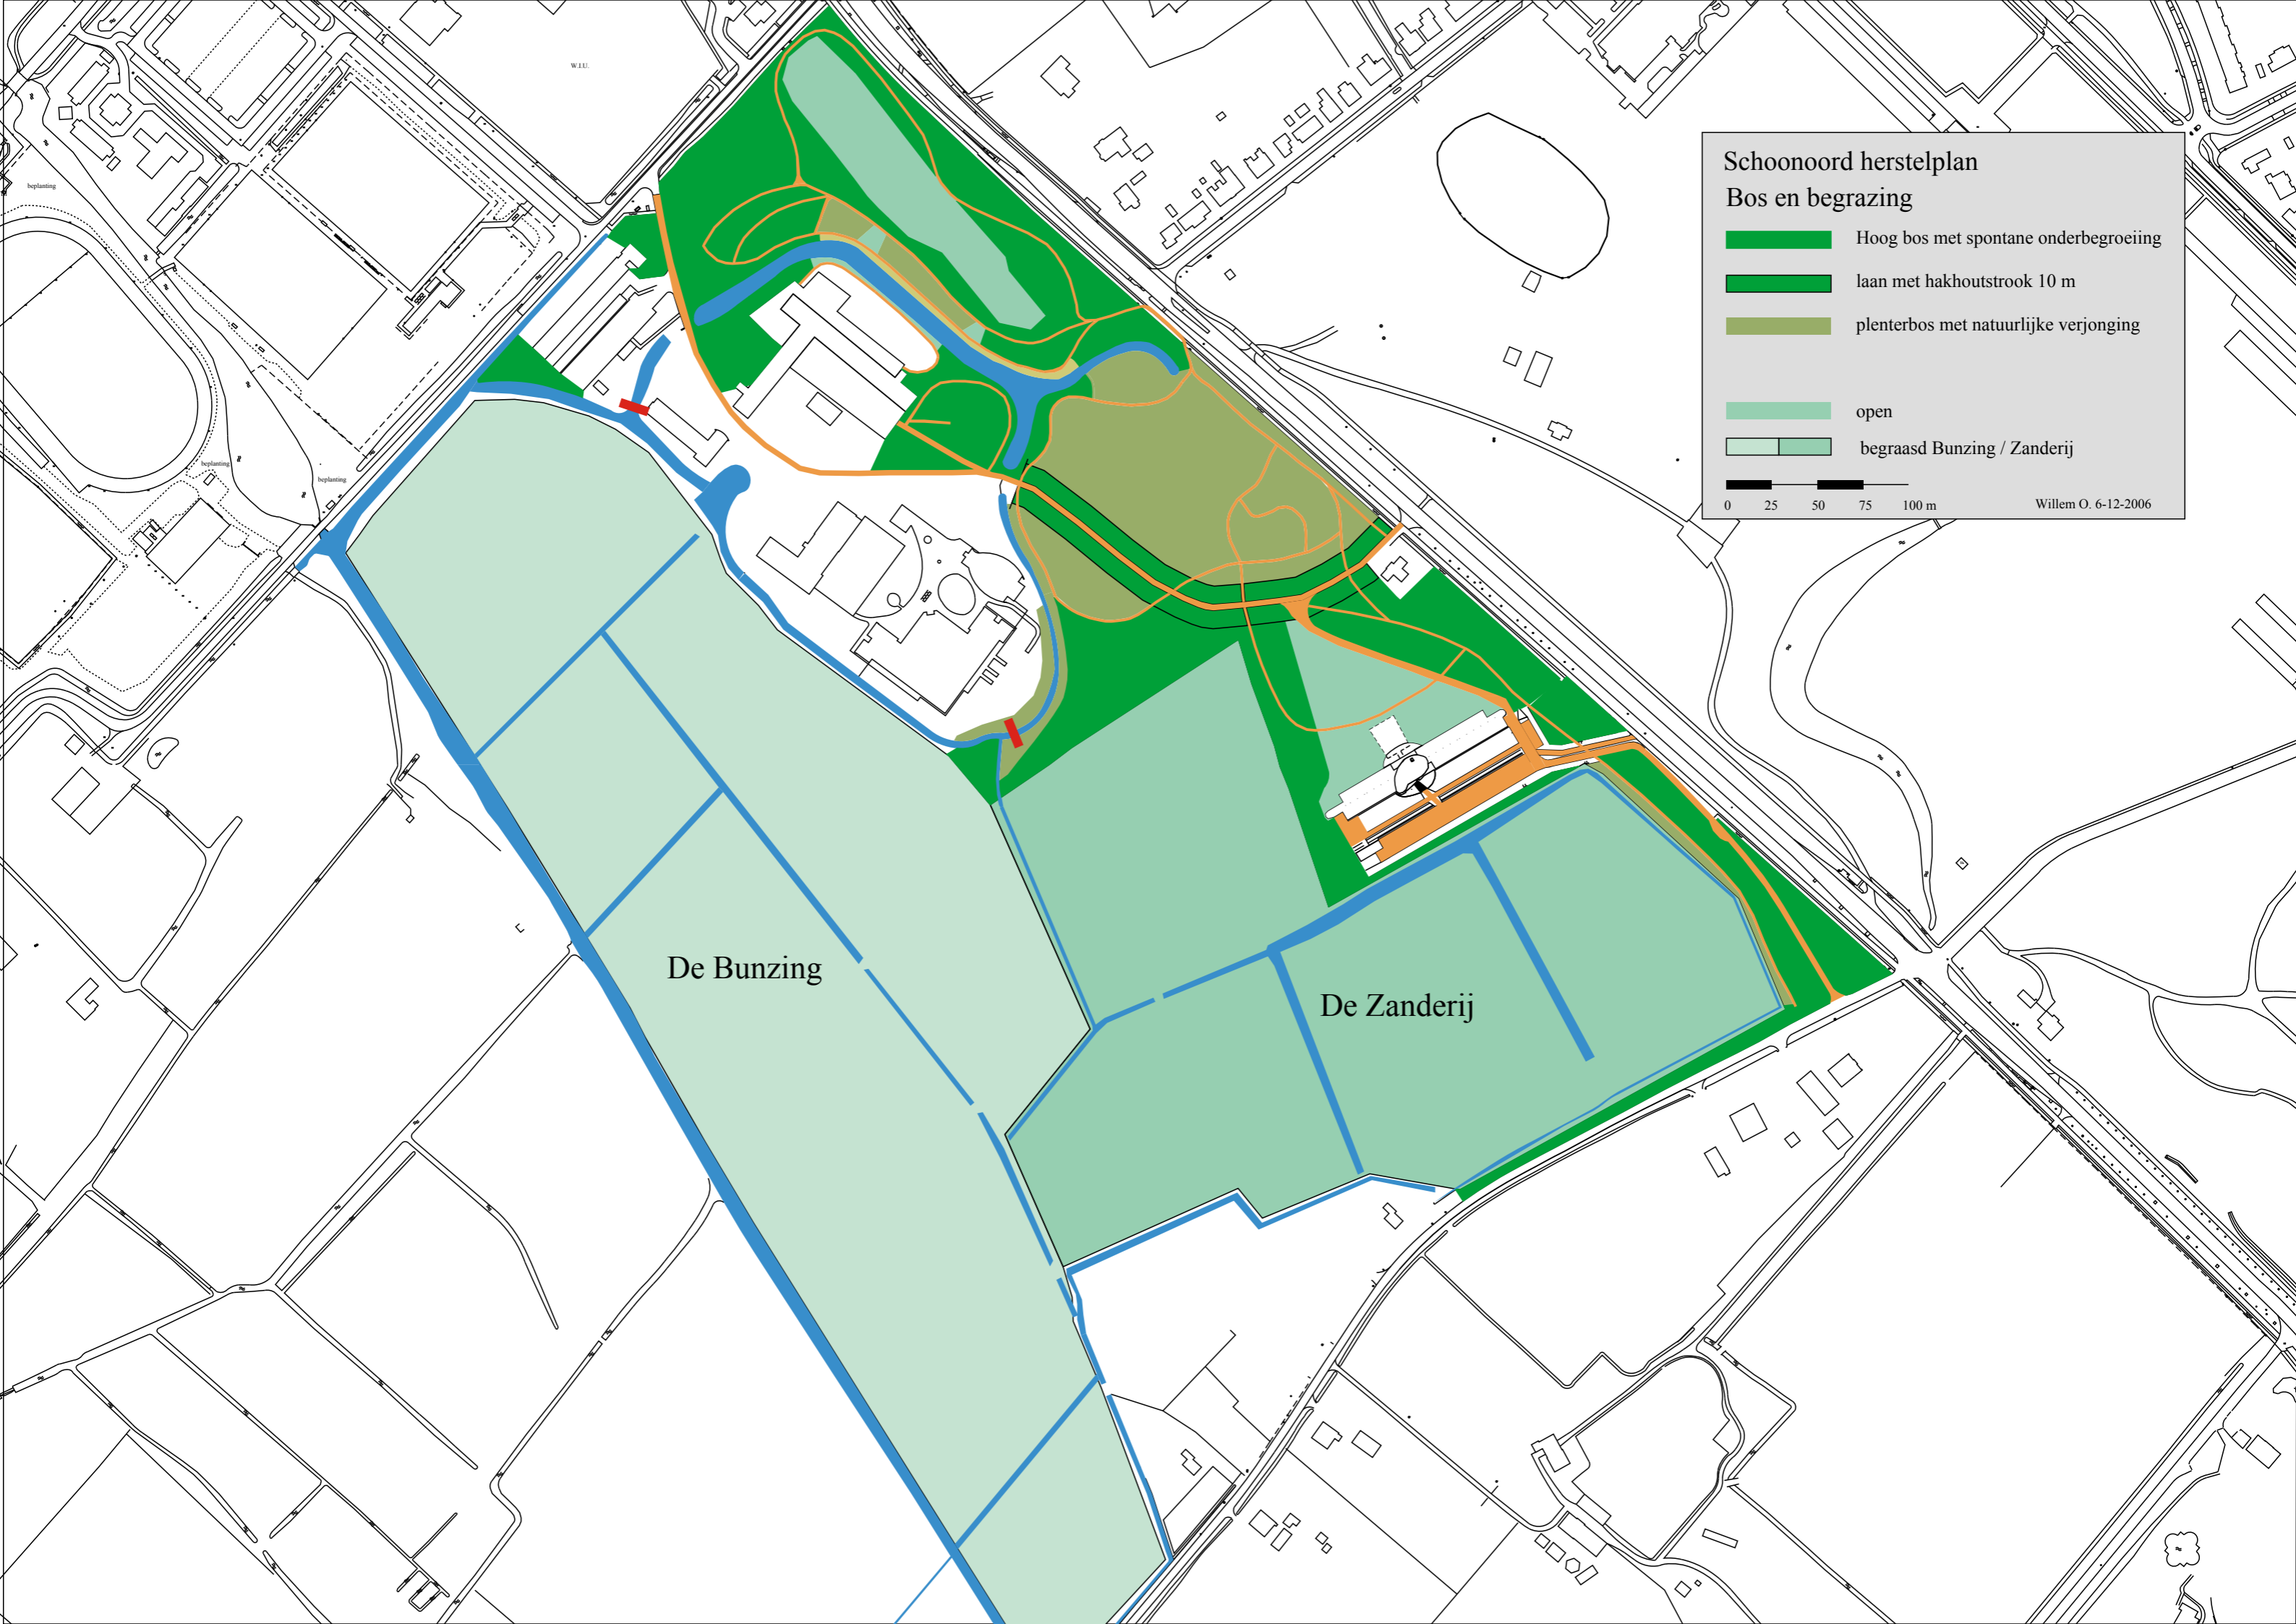 W.I.U.
beplanting
beplanting
beplanting
Schoonoord herstelplan
Bos en begrazing
Hoog bos met spontane onderbegroeiing
laan met hakhoutstrook 10 m
plenterbos met natuurlijke verjonging
open
begraasd Bunzing / Zanderij
0 25 50 75 100 m
Willem O. 6-12-2006
De Bunzing
De Zanderij